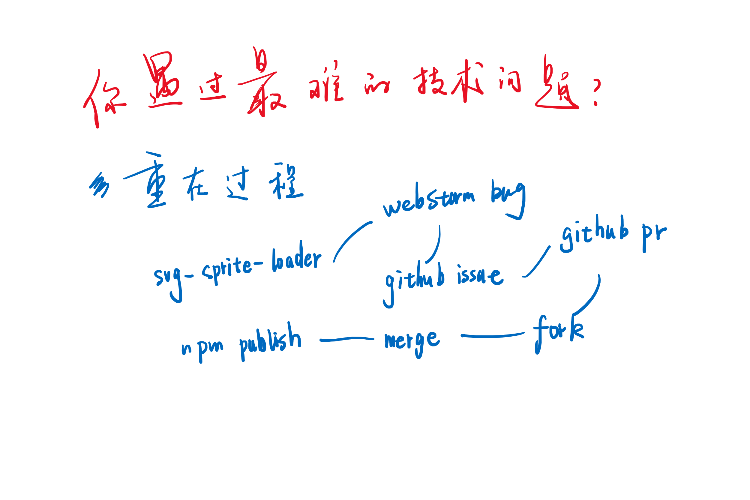 你遇过最难的技术问题?
重在过程
webstorm bug
github pr
svg-sprite-loader
github issue
npm publish
merge
fork